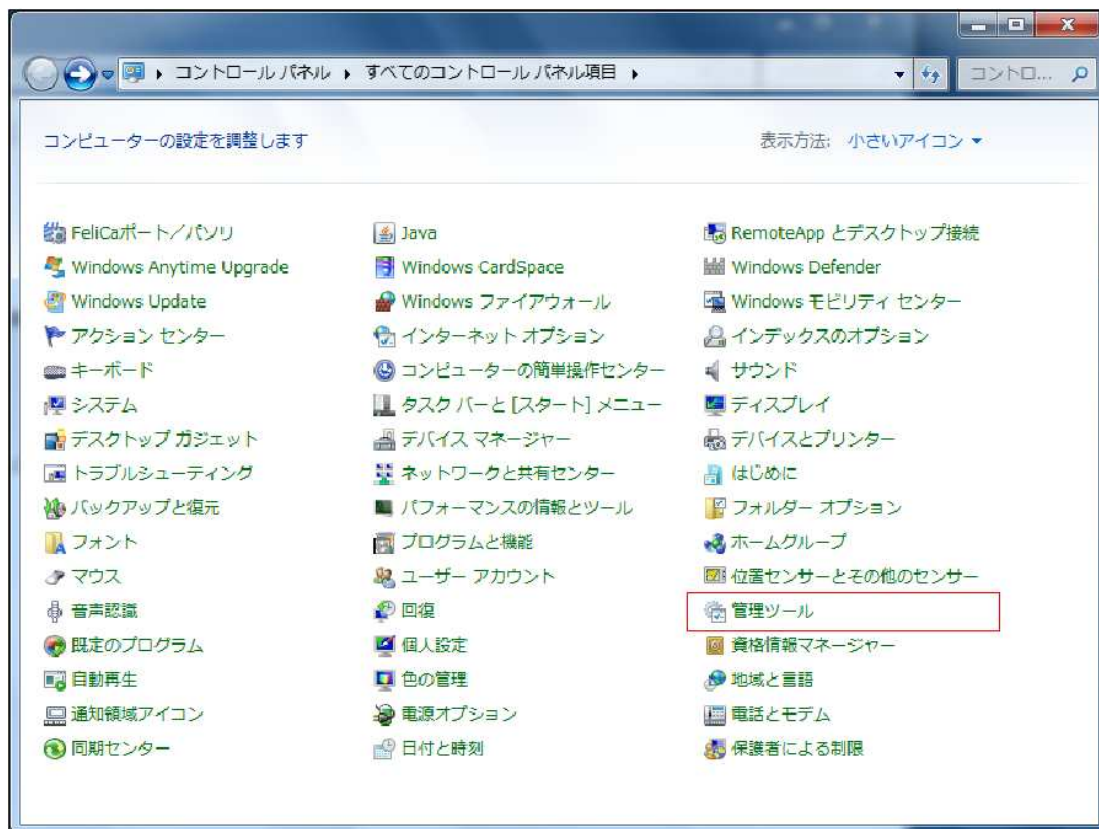 コントロール パネル ▸ すべてのコントロール パネル項目 ▸
コントロ...
コンピューターの設定を調整します
表示方法: 小さいアイコン
FeliCaポート／パソリ
Java
RemoteApp とデスクトップ接続
Windows Anytime Upgrade
Windows CardSpace
Windows Defender
Windows Update
Windows ファイアウォール
Windows モビリティ センター
アクション センター
インターネット オプション
インデックスのオプション
キーボード
コンピューターの簡単操作センター
サウンド
システム
タスク バーと [スタート] メニュー
ディスプレイ
デスクトップ ガジェット
デバイス マネージャー
デバイスとプリンター
トラブルシューティング
ネットワークと共有センター
はじめに
バックアップと復元
パフォーマンスの情報とツール
フォルダー オプション
フォント
プログラムと機能
ホームグループ
マウス
ユーザー アカウント
位置センサーとその他のセンサー
音声認識
回復
管理ツール
既定のプログラム
個人設定
資格情報マネージャー
自動再生
色の管理
地域と言語
通知領域アイコン
電源オプション
電話とモデム
同期センター
日付と時刻
保護者による制限